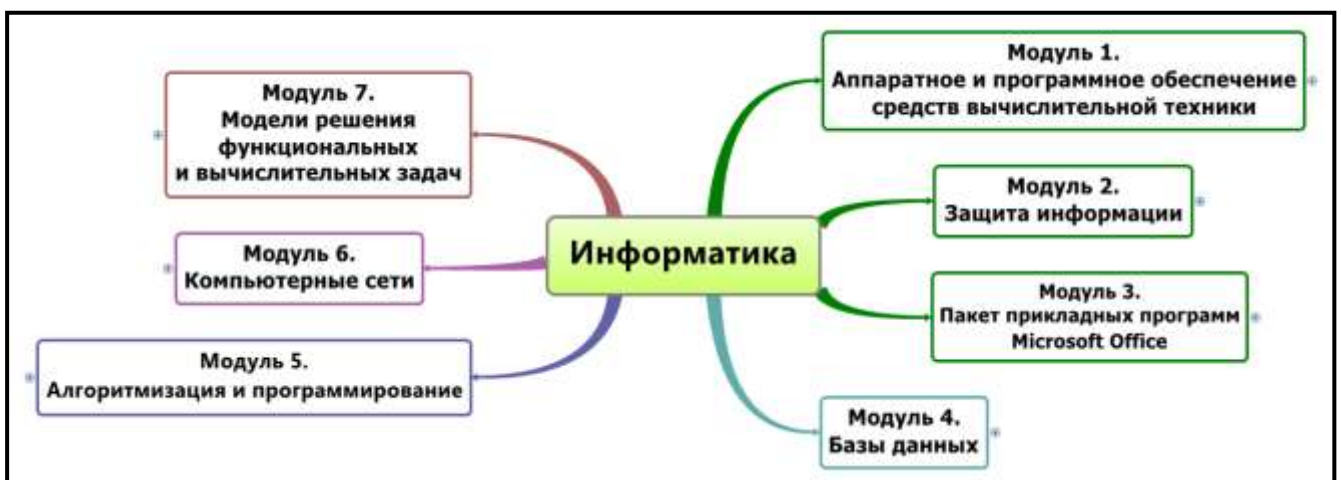 Модуль 1.
Аппаратное и программное обеспечение
средств вычислительной техники
Модуль 2.
Защита информации
Модуль 3.
Пакет прикладных программ
Microsoft Office
Модуль 4.
Базы данных
Модуль 5.
Алгоритмизация и программирование
Модуль 6.
Компьютерные сети
Модуль 7.
Модели решения
функциональных
и вычислительных задач
Информатика